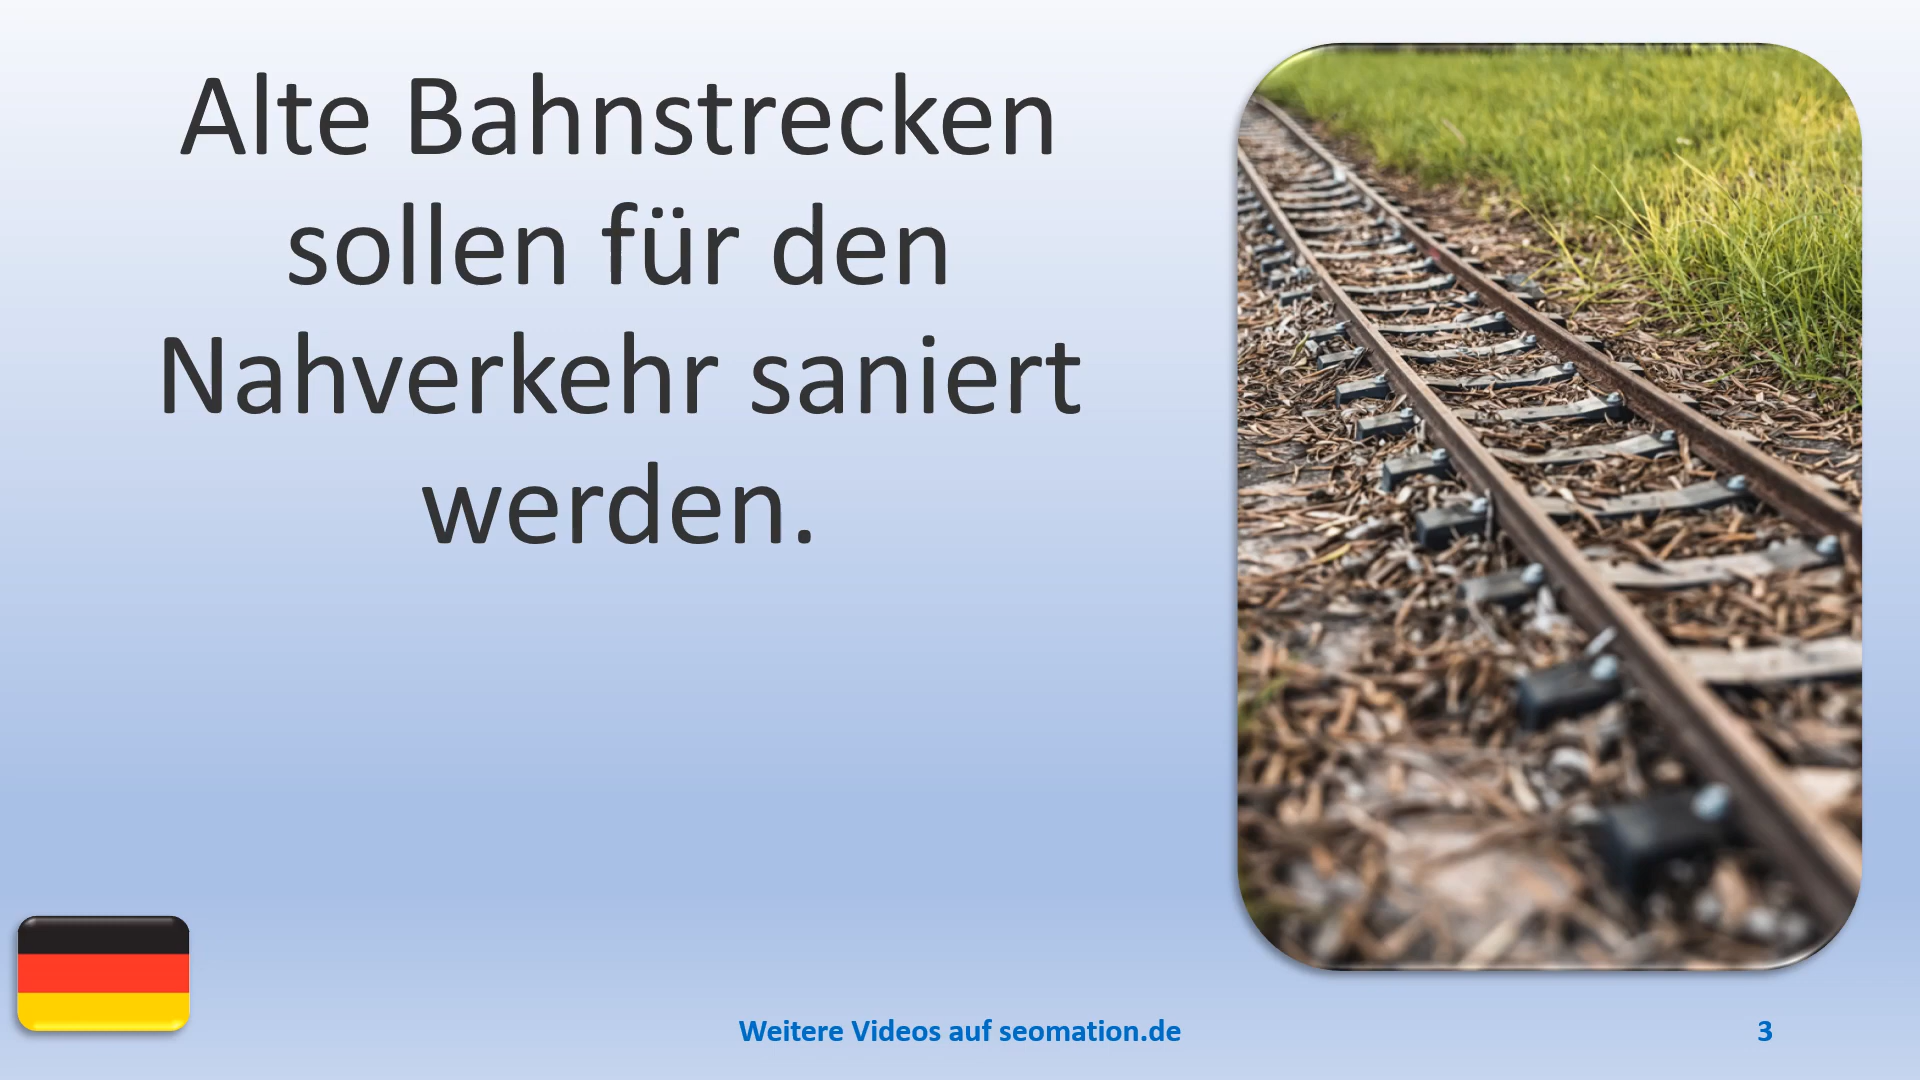 Alte Bahnstrecken
sollen für den
Nahverkehr saniert
werden.
Weitere Videos auf seomation.de
3